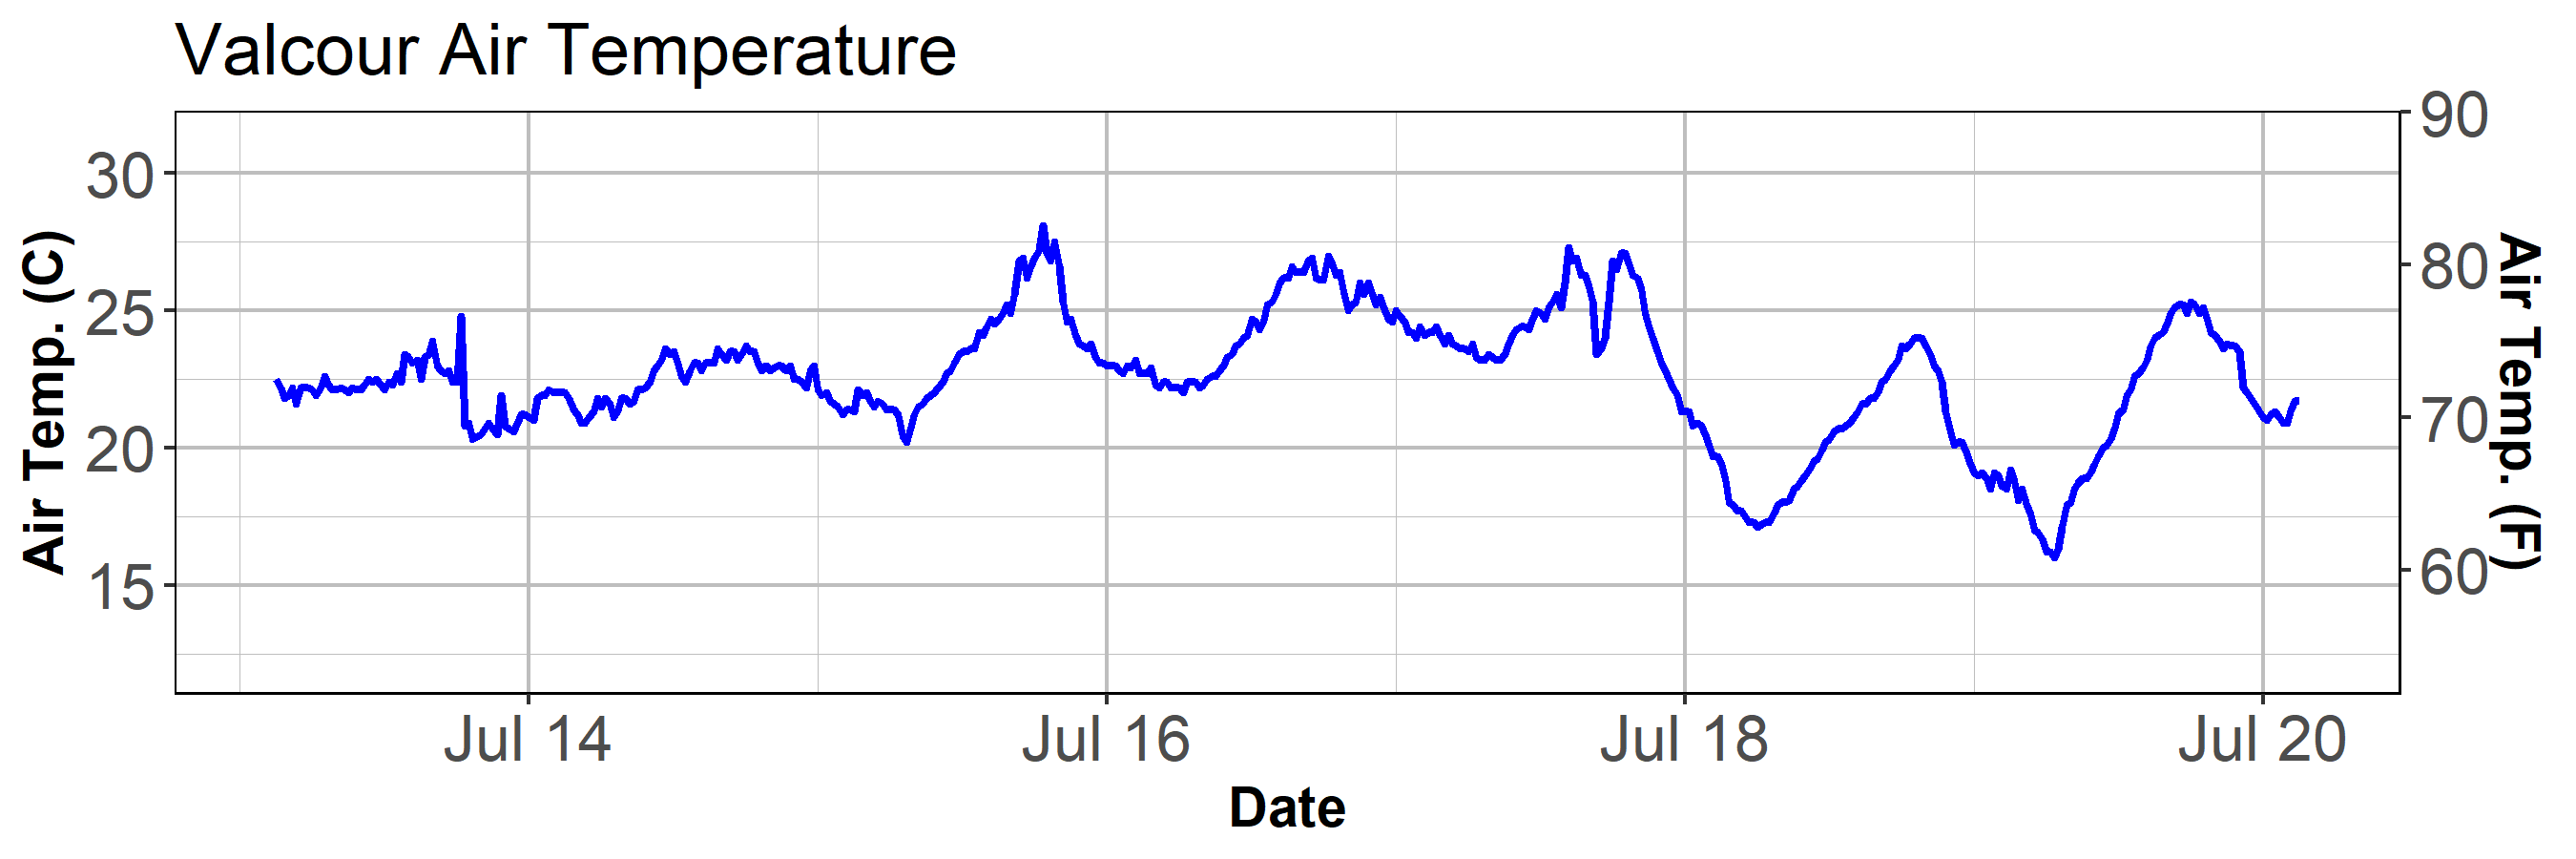 Valcour Air Temperature
Air Temp. (C)
30
25
20
15
90
80
70
60
Air Temp. (F)
Jul 14
Jul 16
Jul 18
Jul 20
Date